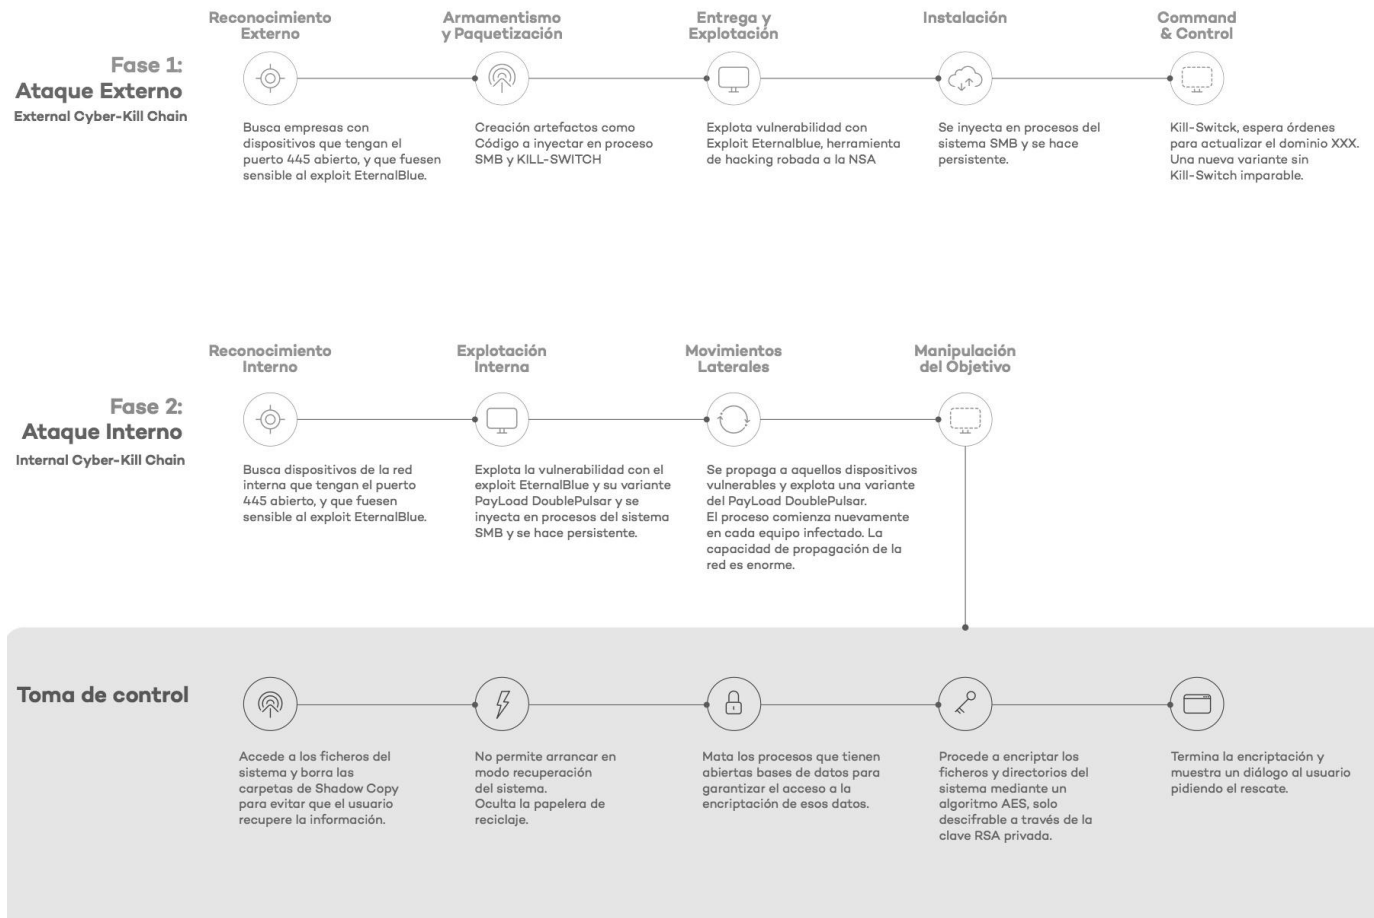 Reconocimiento
Externo
Armamentismo
y Paquetización
Entrega y
Explotación
Instalación
Command
& Control
Fase 1:
Ataque Externo
External Cyber-Kill Chain
Busca empresas con
dispositivos que tengan el
puerto 445 abierto, y que fuesen
sensible al exploit EternalBlue.
Creación artefactos como
Código a inyectar en proceso
SMB y KILL-SWITCH
Explota vulnerabilidad con
Exploit Eternalblue, herramienta
de hacking robada a la NSA
Se inyecta en procesos del
sistema SMB y se hace
persistente.
Kill-Switck, espera órdenes
para actualizar el dominio XXX.
Una nueva variante sin
Kill-Switch imparable.
Reconocimiento
Interno
Explotación
Interna
Movimientos
Laterales
Manipulación
del Objetivo
Fase 2:
Ataque Interno
Internal Cyber-Kill Chain
Busca dispositivos de la red
interna que tengan el puerto
445 abierto, y que fuesen
sensible al exploit EternalBlue.
Explota la vulnerabilidad con el
exploit EternalBlue y su variante
PayLoad DoublePulsar y se
inyecta en procesos del sistema
SMB y se hace persistente.
Se propaga a aquellos dispositivos
vulnerables y explota una variante
del PayLoad DoublePulsar.
El proceso comienza nuevamente
en cada equipo infectado. La
capacidad de propagación de la
red es enorme.
Toma de control
Accede a los ficheros del
sistema y borra las
carpetas de Shadow Copy
para evitar que el usuario
recupere la información.
No permite arrancar en
modo recuperación
del sistema.
Oculta la papelera de
reciclaje.
Mata los procesos que tienen
abiertas bases de datos para
garantizar el acceso a la
encriptación de esos datos.
Procede a encriptar los
ficheros y directorios del
sistema mediante un
algoritmo AES, solo
descifrable a través de la
clave RSA privada.
Termina la encriptación y
muestra un diálogo al usuario
pidiendo el rescate.